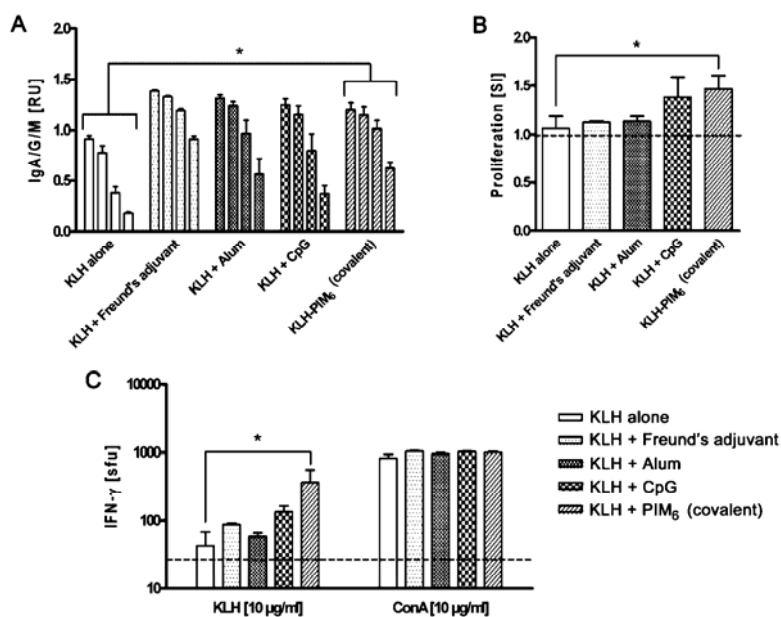 A
*
IgA/G/M [RU]
2.0
1.5
1.0
0.5
0.0
KLH alone
KLH + Freund's adjuvant
KLH + Alum
KLH + CpG
KLH-PIM₆ (covalent)
B
*
Proliferation [SI]
2.0
1.5
1.0
0.5
0.0
KLH alone
KLH + Freund's adjuvant
KLH + Alum
KLH + CpG
KLH-PIM₆ (covalent)
C
*
IFN-γ [sfu]
10000
1000
100
10
KLH [10 µg/ml]
ConA [10 µg/ml]
KLH alone
KLH + Freund's adjuvant
KLH + Alum
KLH + CpG
KLH + PIM₆ (covalent)